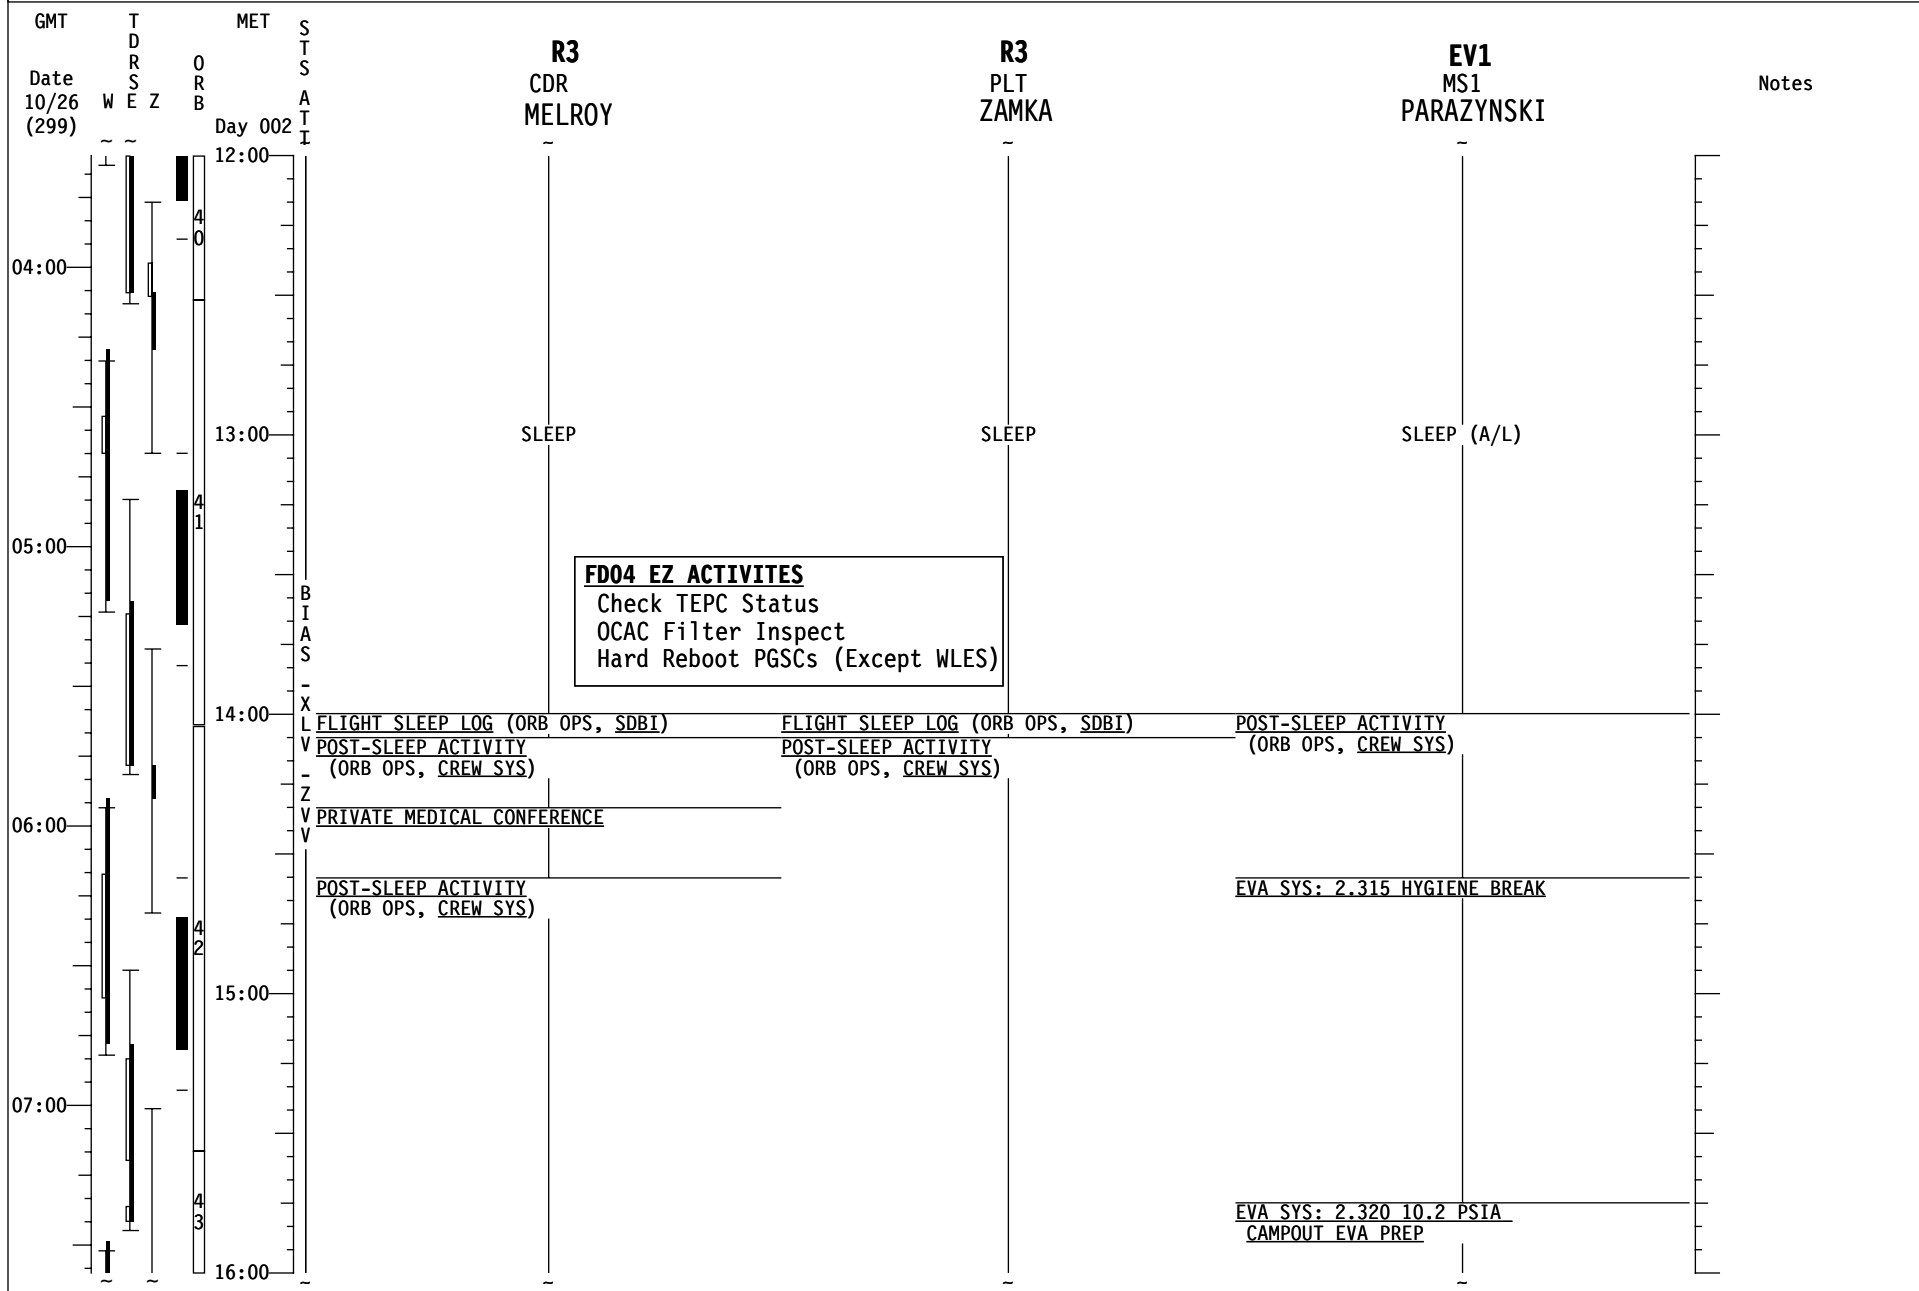 GMT
TDRS
MET
STS ATT
ORB
Date
10/26
(299)
W E Z
Day 002
R3
CDR
MELROY
R3
PLT
ZAMKA
EV1
MS1
PARAZYNSKI
Notes
~ ~ ~ ~ ~
12:00
40
04:00
13:00
SLEEP
SLEEP
SLEEP (A/L)
41
05:00
FD04 EZ ACTIVITES
Check TEPC Status
OCAC Filter Inspect
Hard Reboot PGSCs (Except WLES)
BIAS -XLV -ZVV
14:00
FLIGHT SLEEP LOG (ORB OPS, SDBI)
POST-SLEEP ACTIVITY
(ORB OPS, CREW SYS)
FLIGHT SLEEP LOG (ORB OPS, SDBI)
POST-SLEEP ACTIVITY
(ORB OPS, CREW SYS)
POST-SLEEP ACTIVITY
(ORB OPS, CREW SYS)
06:00
PRIVATE MEDICAL CONFERENCE
POST-SLEEP ACTIVITY
(ORB OPS, CREW SYS)
EVA SYS: 2.315 HYGIENE BREAK
42
15:00
07:00
43
EVA SYS: 2.320 10.2 PSIA
CAMPOUT EVA PREP
16:00
~ ~ ~ ~ ~ ~